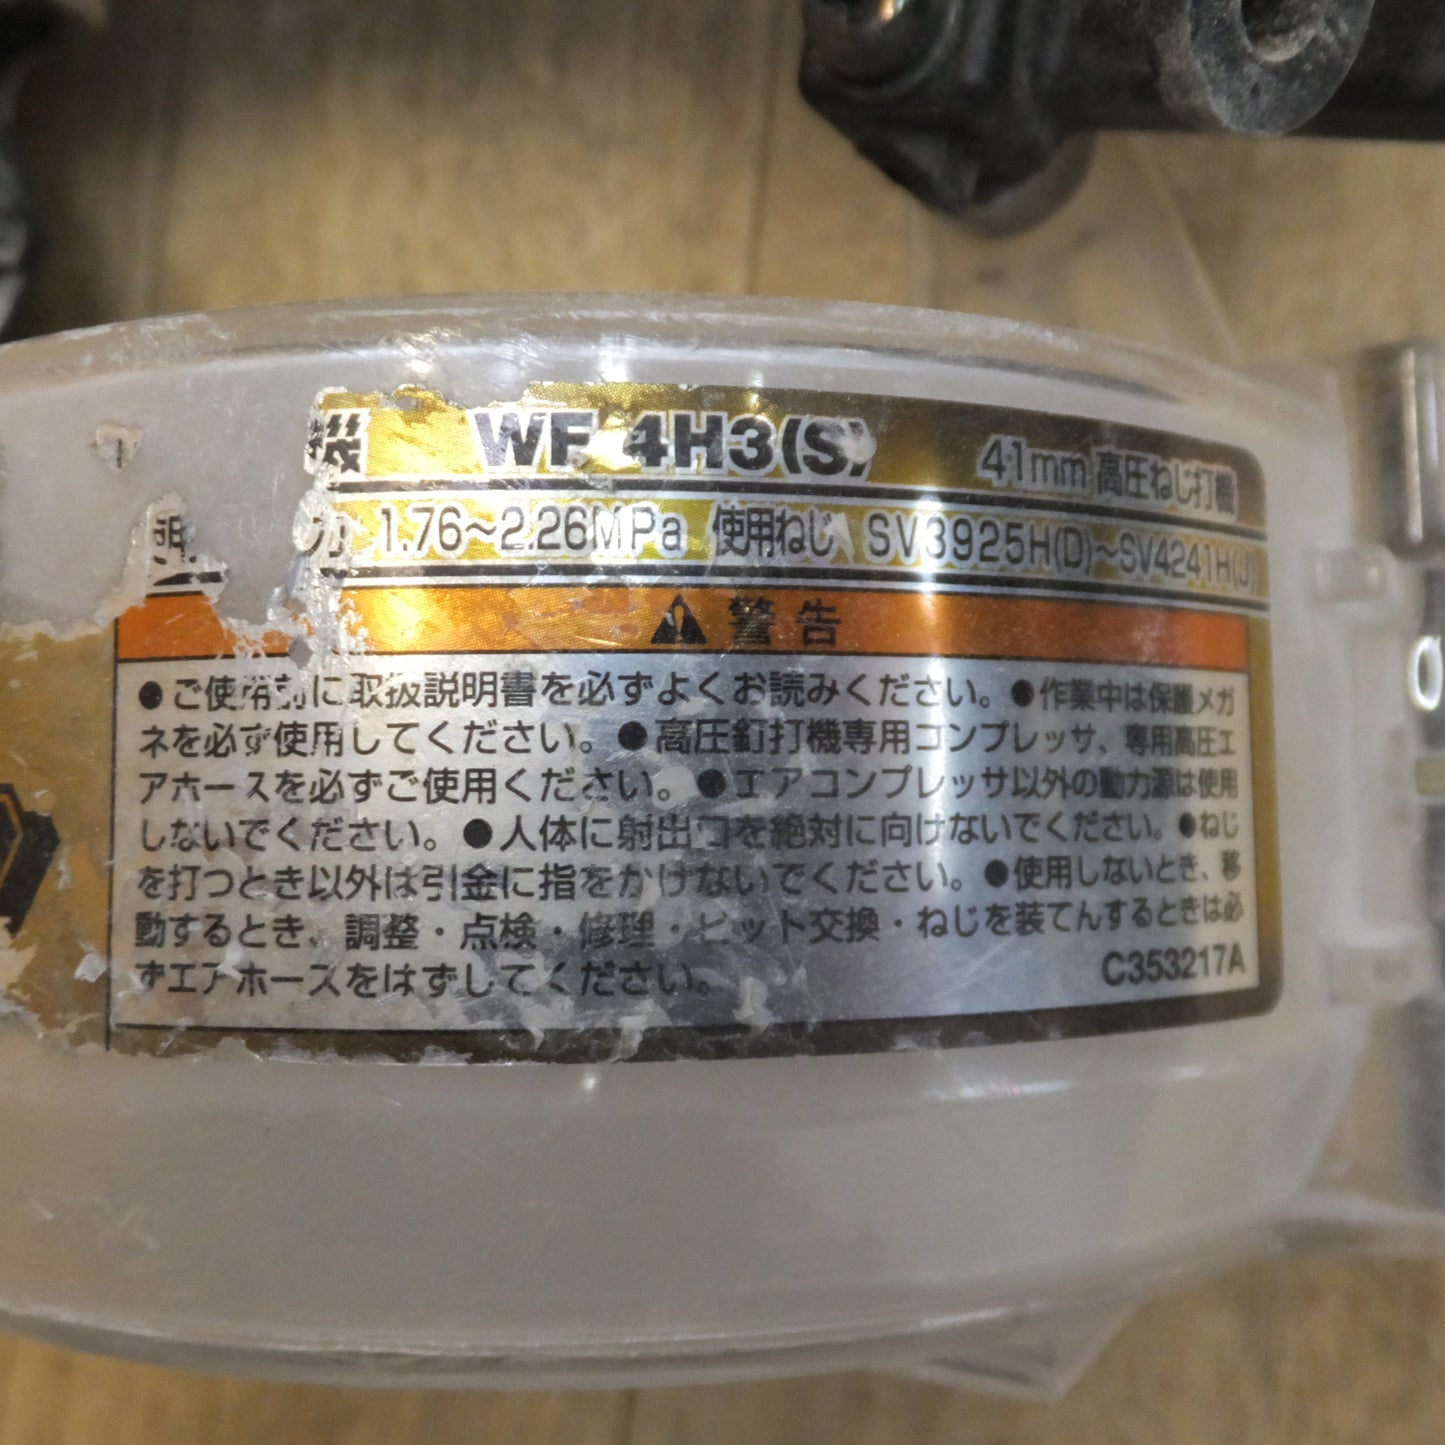 機 WF 4H3(S) 41mm 高圧ねじ打機
力 1.76～2.26MPa 使用ねじ SV3925H(D)～SV4241H(J)
警告
●ご使用前に取扱説明書を必ずよくお読みください。●作業中は保護メガ
ネを必ず使用してください。●高圧釘打機専用コンプレッサ、専用高圧エ
アホースを必ずご使用ください。●エアコンプレッサ以外の動力源は使用
しないでください。●人体に射出口を絶対に向けないでください。●ねじ
を打つとき以外は引金に指をかけないでください。●使用しないとき、移
動するとき、調整・点検・修理・ビット交換・ねじを装てんするときは必
ずエアホースをはずしてください。
C353217A